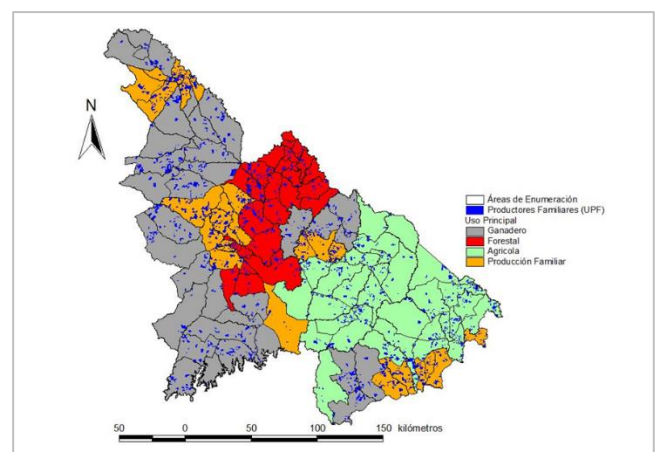 N
Áreas de Enumeración
Productores Familiares (UPF)
Uso Principal
Ganadero
Forestal
Agrícola
Producción Familiar
50 0 50 100 150 kilómetros